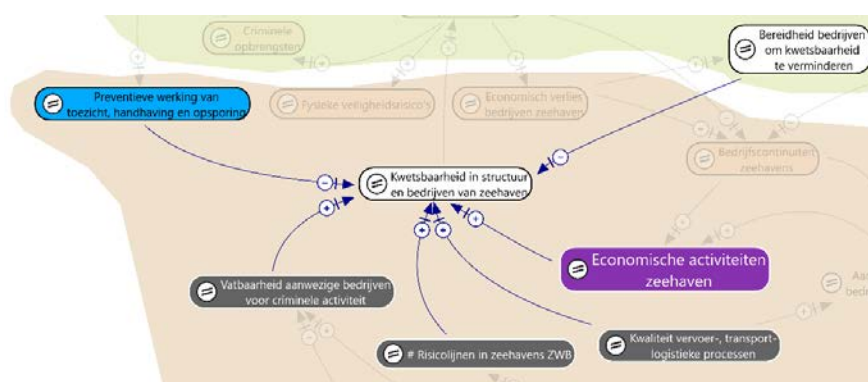 Criminele
opbrengsten
Bereidheid bedrijven
om kwetsbaarheid
te verminderen
Preventieve werking van
toezicht, handhaving en opsporing
Fysieke veiligheidsrisico's
Economisch verlies
bedrijven zeehaven
Bedrijfscontinuïteit
zeehavens
Kwetsbaarheid in structuur
en bedrijven van zeehaven
Economische activiteiten
zeehaven
Vatbaarheid aanwezige bedrijven
voor criminele activiteit
# Risicolijnen in zeehavens ZWB
Kwaliteit vervoer-, transport-
logistieke processen